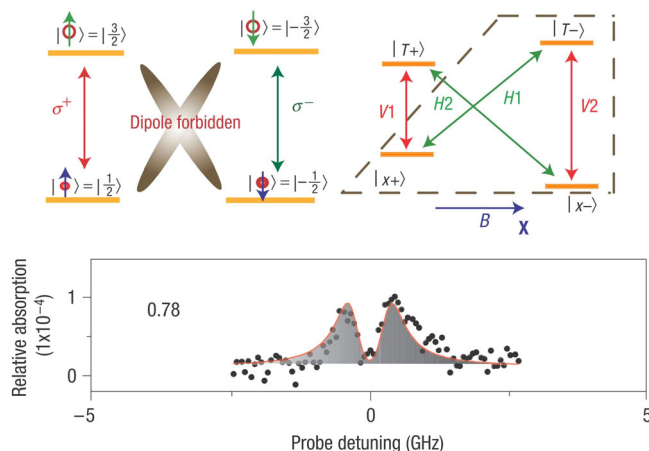 | ⟩=|3/2⟩
| ⟩=|-3/2⟩
σ+
Dipole forbidden
σ−
| ⟩=|1/2⟩
| ⟩=|-1/2⟩
|T+⟩
|T−⟩
V1
H2
H1
V2
|x+⟩
|x−⟩
B
X
Relative absorption
(1x10−4)
0.78
1
0
−5
0
5
Probe detuning (GHz)